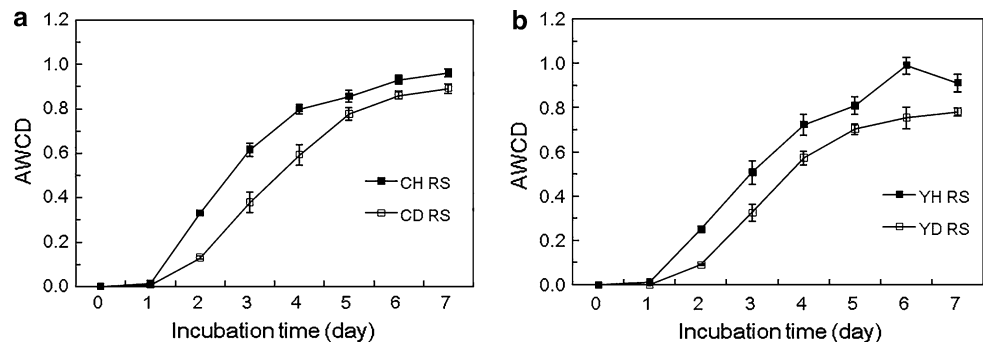 a
1.2
1.0
0.8
0.6
0.4
0.2
0.0
AWCD
CH RS
CD RS
0 1 2 3 4 5 6 7
Incubation time (day)
b
1.2
1.0
0.8
0.6
0.4
0.2
0.0
AWCD
YH RS
YD RS
0 1 2 3 4 5 6 7
Incubation time (day)